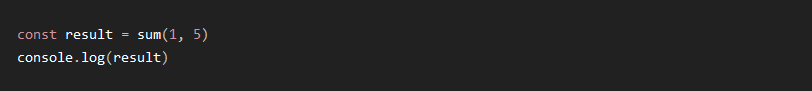 const result = sum(1, 5)
console.log(result)